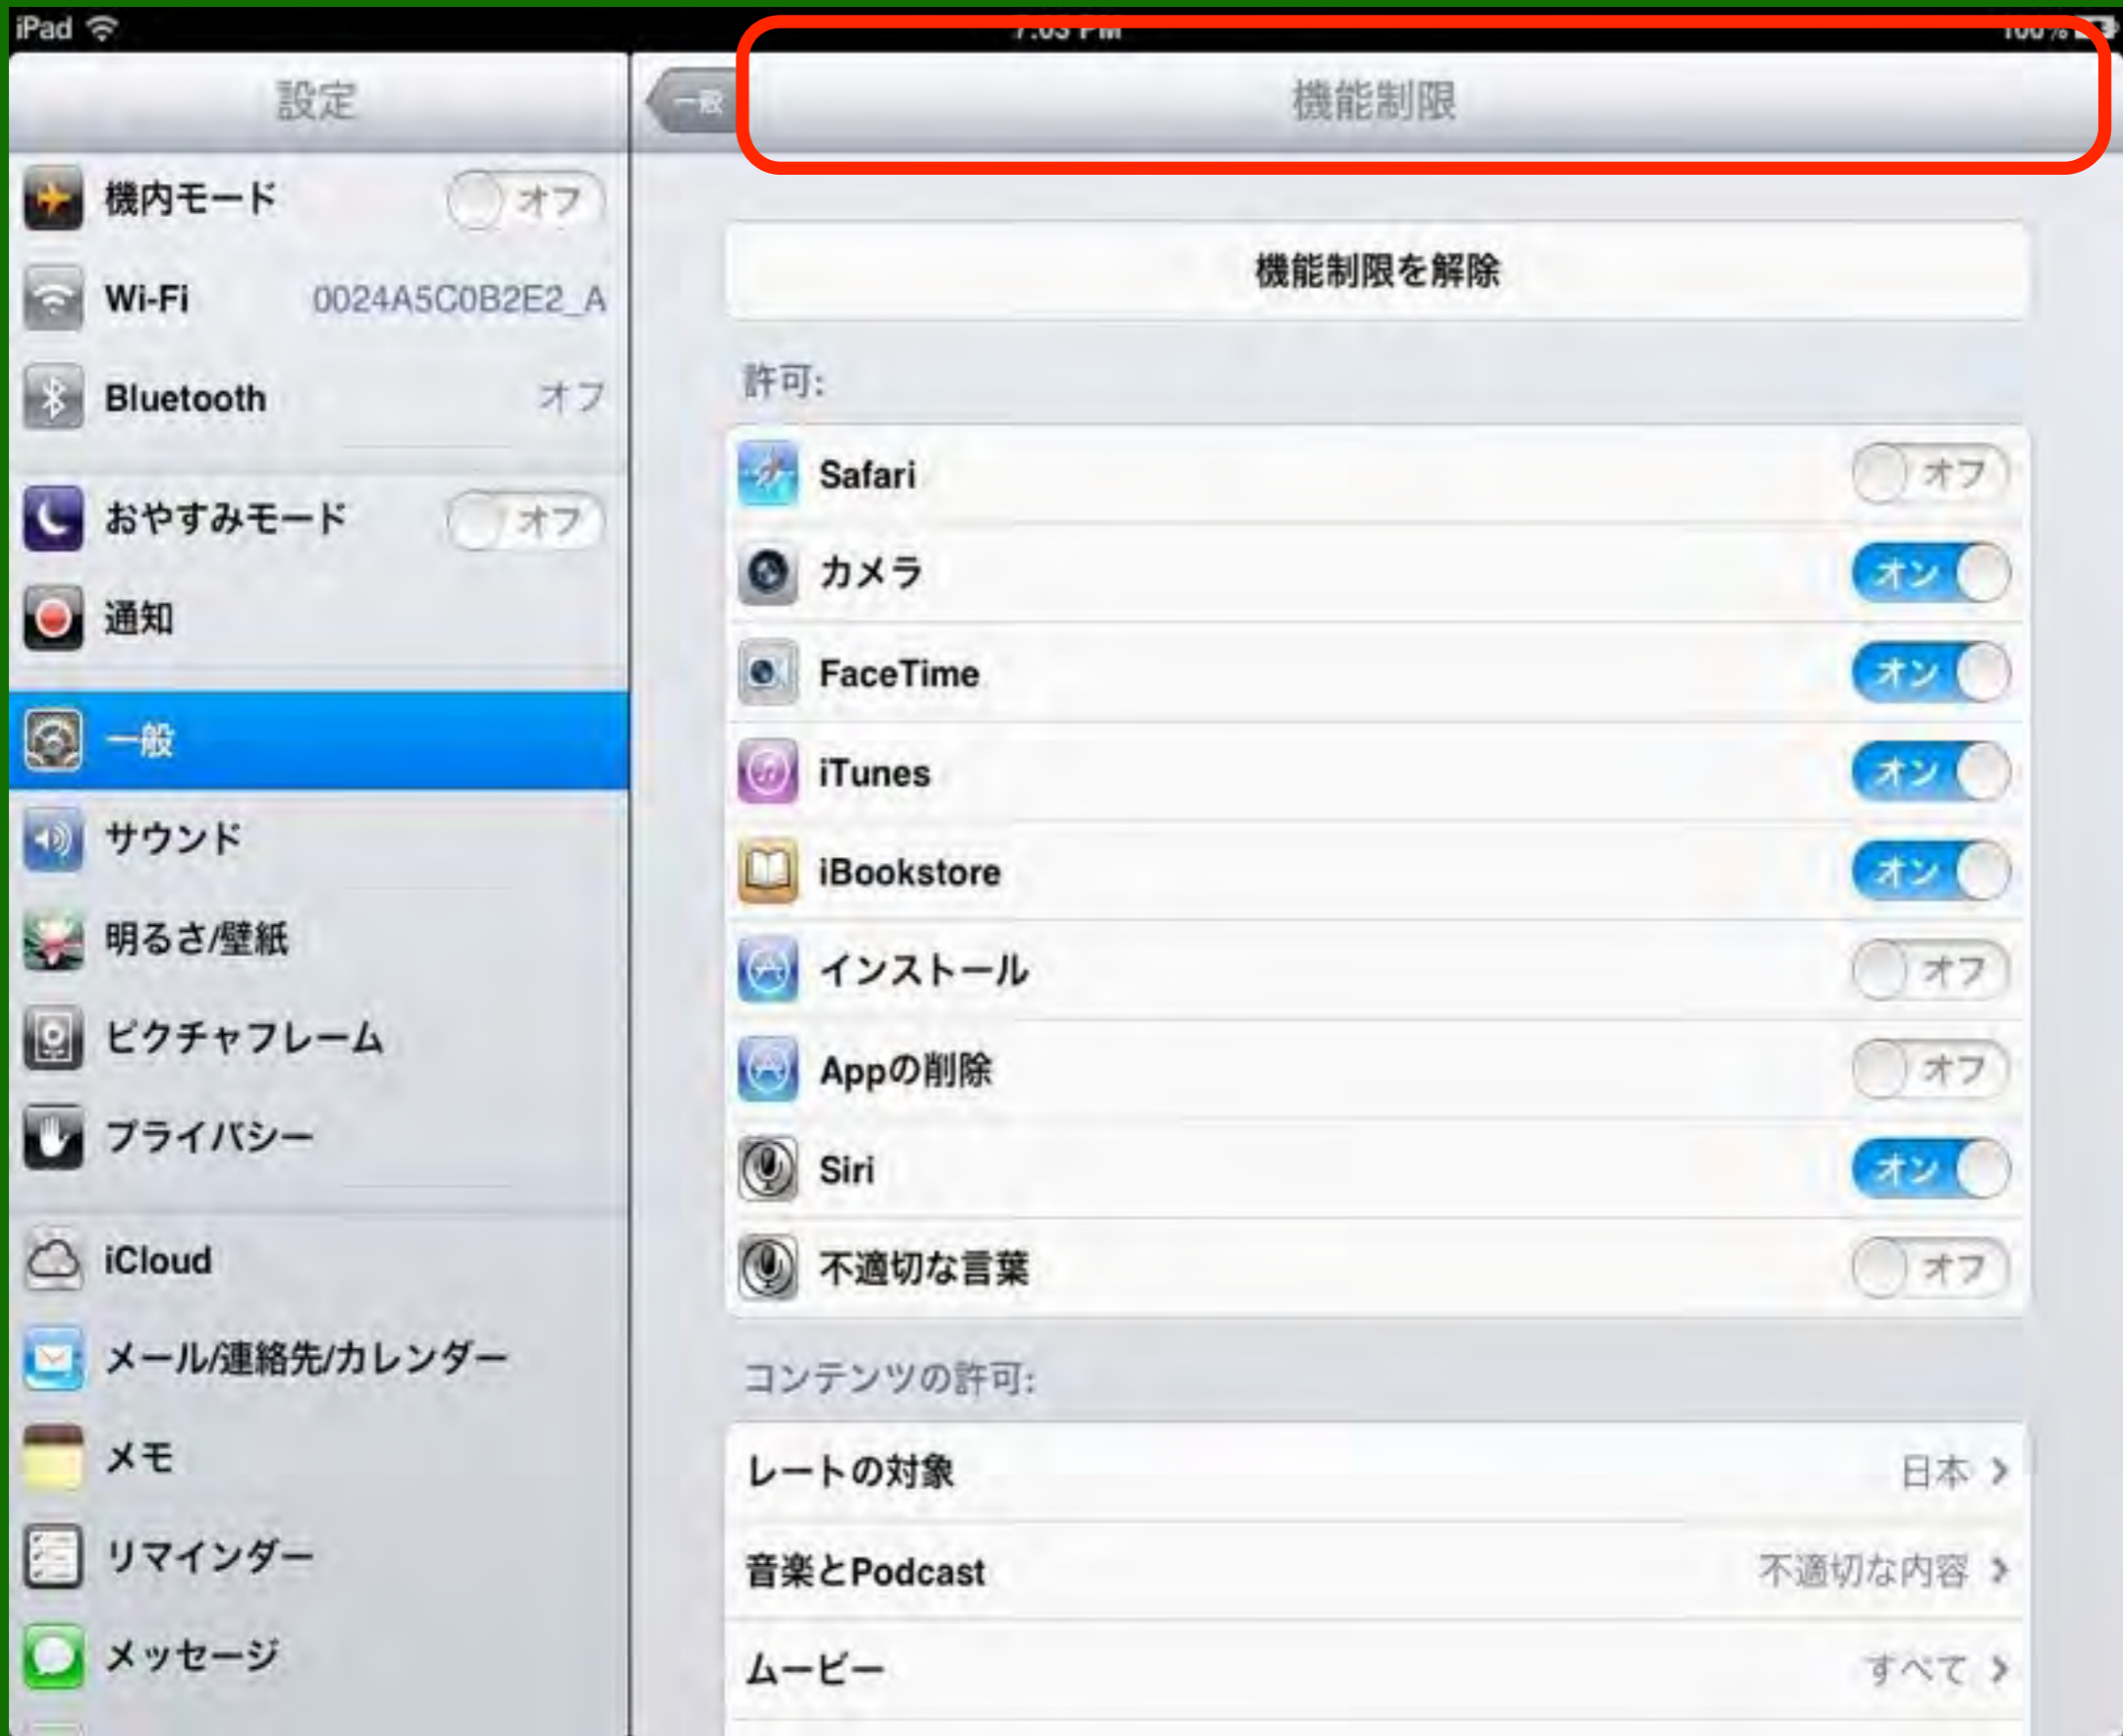 iPad
7:03 PM
100%
設定
一般
機能制限
機内モード
オフ
Wi-Fi
0024A5C0B2E2_A
Bluetooth
オフ
おやすみモード
オフ
通知
一般
サウンド
明るさ/壁紙
ピクチャフレーム
プライバシー
iCloud
メール/連絡先/カレンダー
メモ
リマインダー
メッセージ
機能制限を解除
許可:
Safari
オフ
カメラ
オン
FaceTime
オン
iTunes
オン
iBookstore
オン
インストール
オフ
Appの削除
オフ
Siri
オン
不適切な言葉
オフ
コンテンツの許可:
レートの対象
日本
音楽とPodcast
不適切な内容
ムービー
すべて